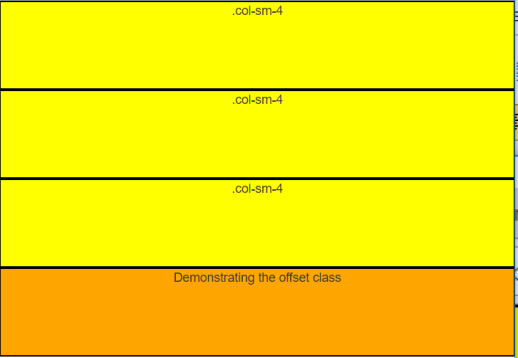 .col-sm-4
.col-sm-4
.col-sm-4
Demonstrating the offset class